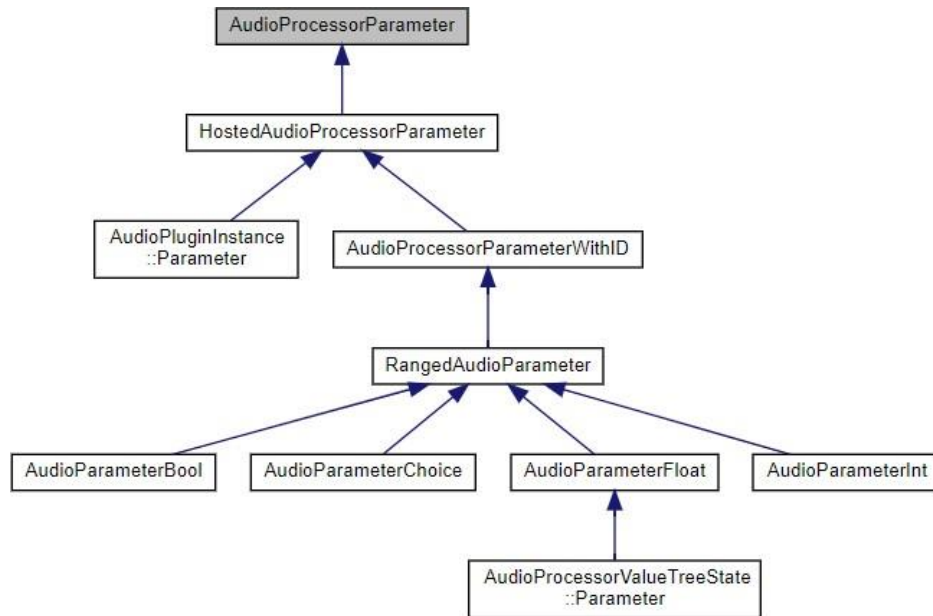 AudioProcessorParameter
HostedAudioProcessorParameter
AudioPluginInstance
::Parameter
AudioProcessorParameterWithID
RangedAudioParameter
AudioParameterBool
AudioParameterChoice
AudioParameterFloat
AudioParameterInt
AudioProcessorValueTreeState
::Parameter